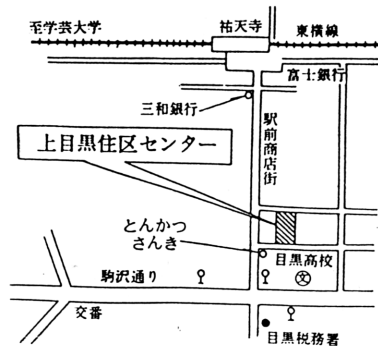 至学芸大学
祐天寺
東横線
富士銀行
三和銀行
駅前商店街
上目黒住区センター
とんかつ
さんき
目黒高校
駒沢通り
文
交番
目黒税務署